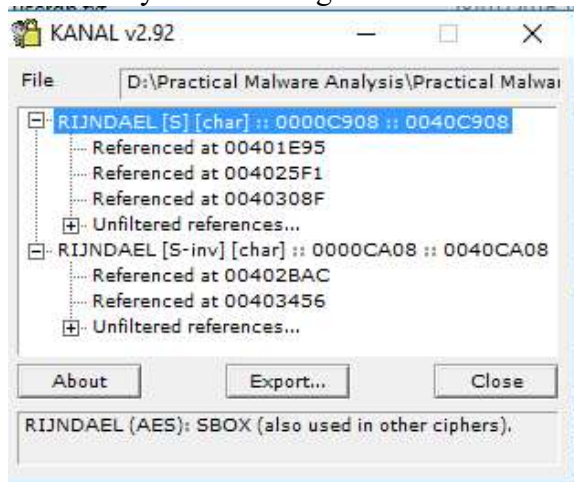 KANAL v2.92
File D:\Practical Malware Analysis\Practical Malwar
RIJNDAEL [S] [char] :: 0000C908 :: 0040C908
Referenced at 00401E95
Referenced at 004025F1
Referenced at 0040308F
Unfiltered references...
RIJNDAEL [S-inv] [char] :: 0000CA08 :: 0040CA08
Referenced at 00402BAC
Referenced at 00403456
Unfiltered references...
About Export... Close
RIJNDAEL (AES): SBOX (also used in other ciphers).